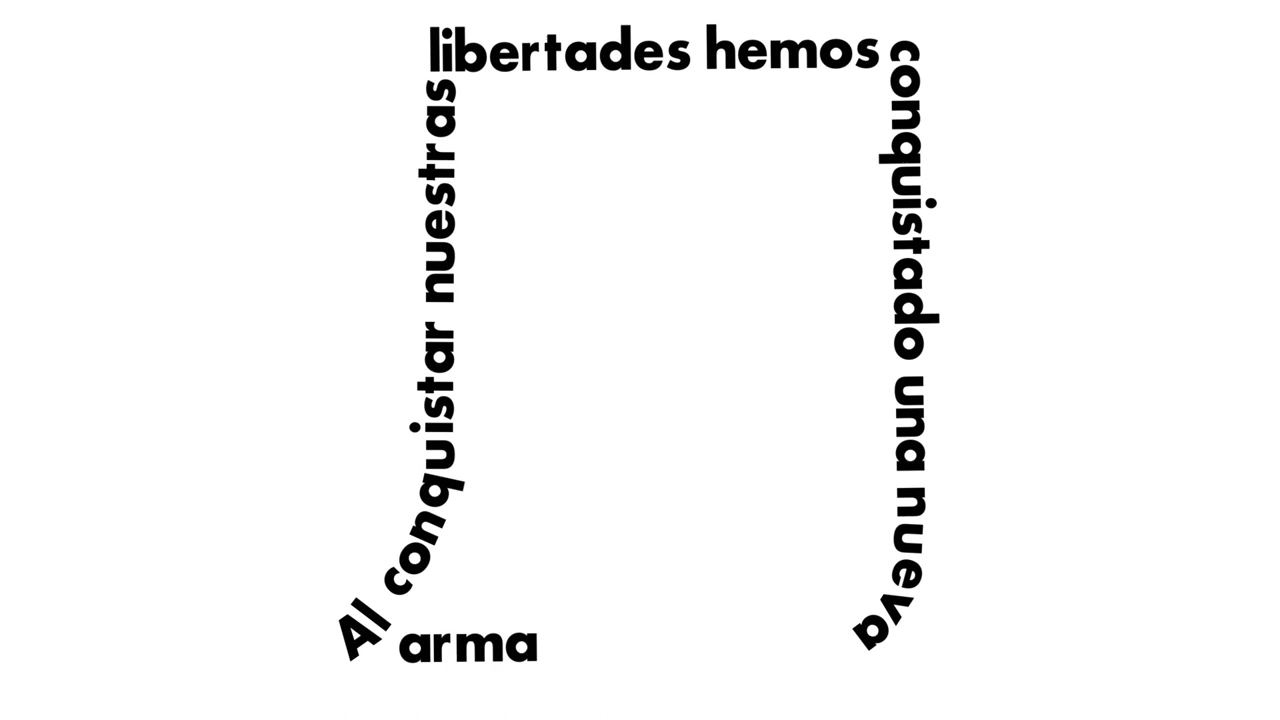 Al conquistar nuestras
libertades hemos
conquistado una nueva
arma